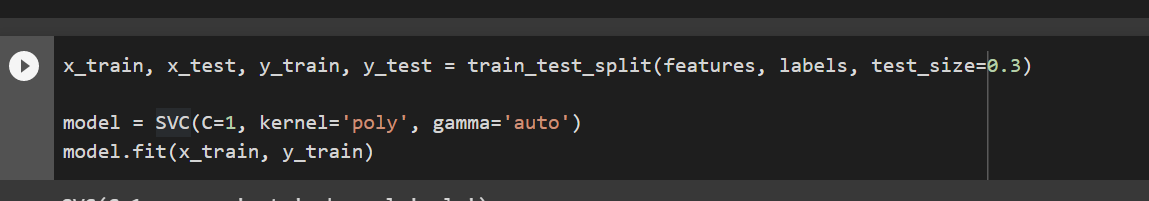 x_train, x_test, y_train, y_test = train_test_split(features, labels, test_size=0.3)
model = SVC(C=1, kernel='poly', gamma='auto')
model.fit(x_train, y_train)